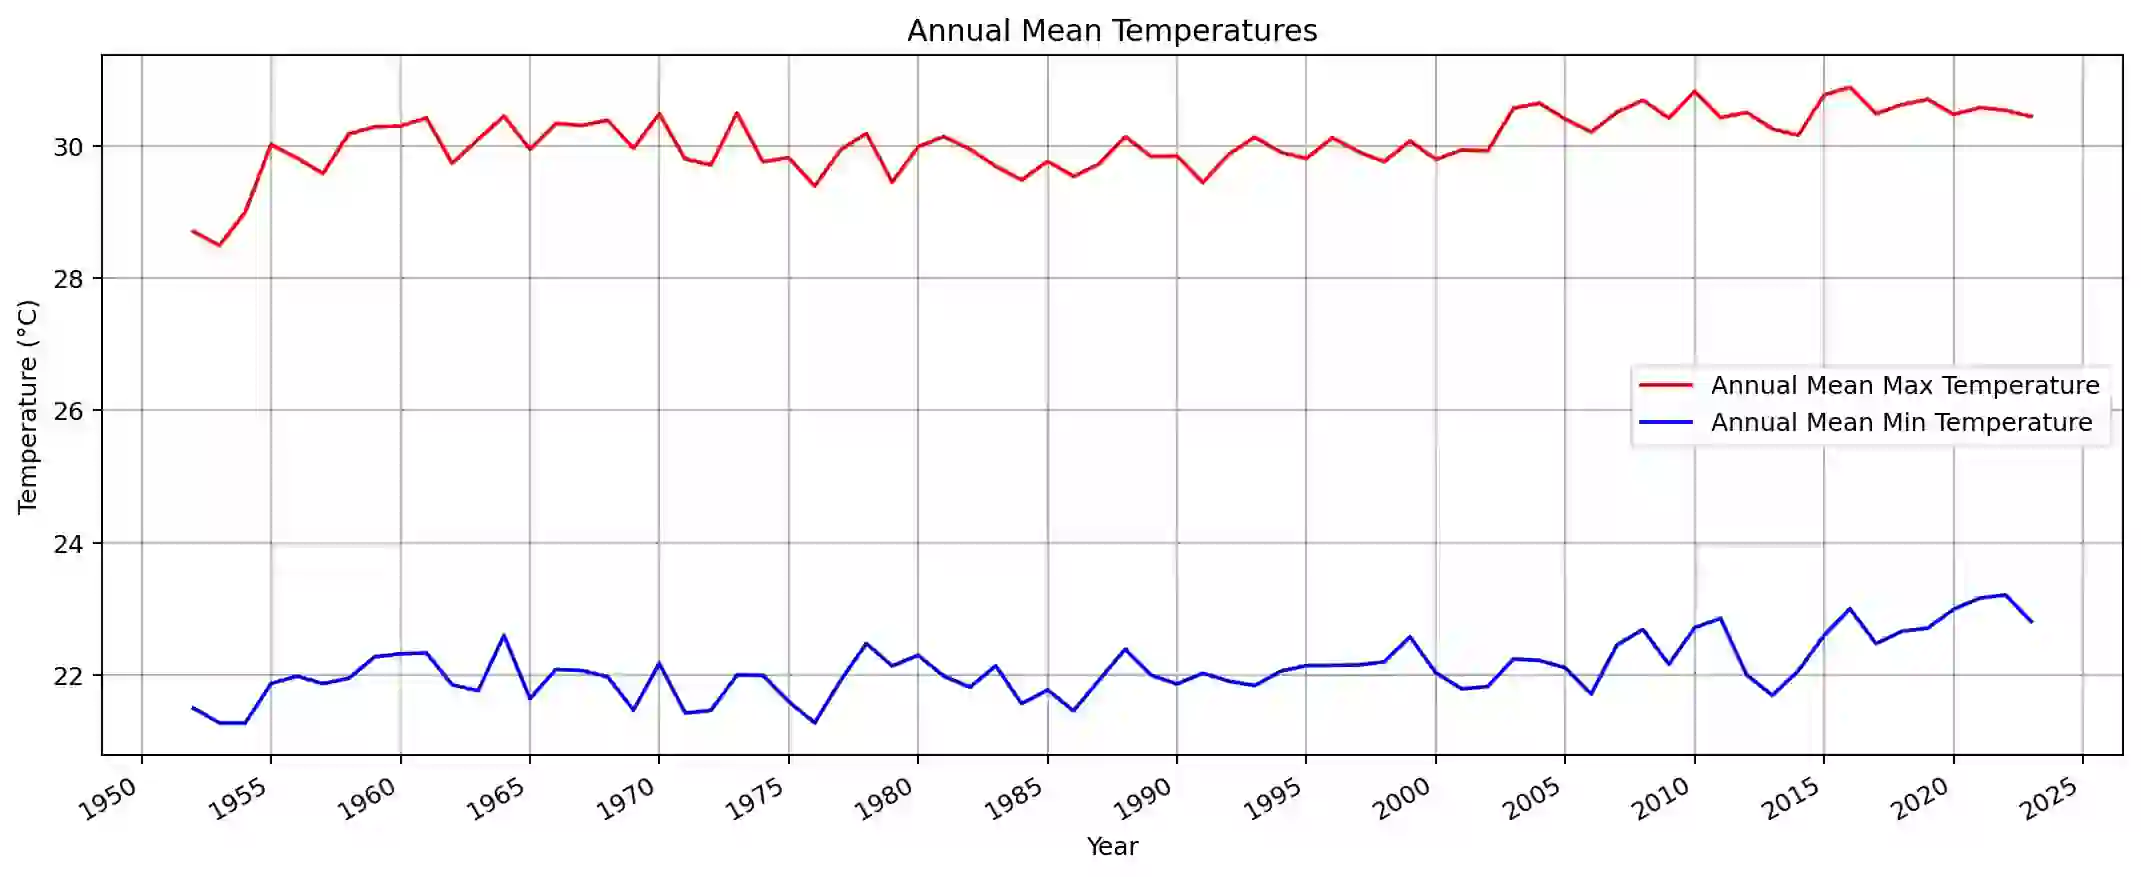 Annual Mean Temperatures
Temperature (°C)
30
28
26
24
22
Annual Mean Max Temperature
Annual Mean Min Temperature
1950 1955 1960 1965 1970 1975 1980 1985 1990 1995 2000 2005 2010 2015 2020 2025
Year